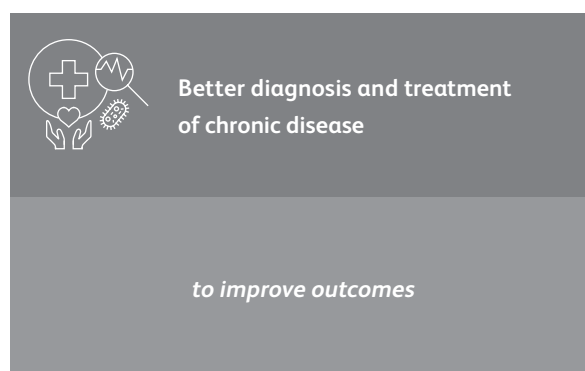 Better diagnosis and treatment
of chronic disease
to improve outcomes